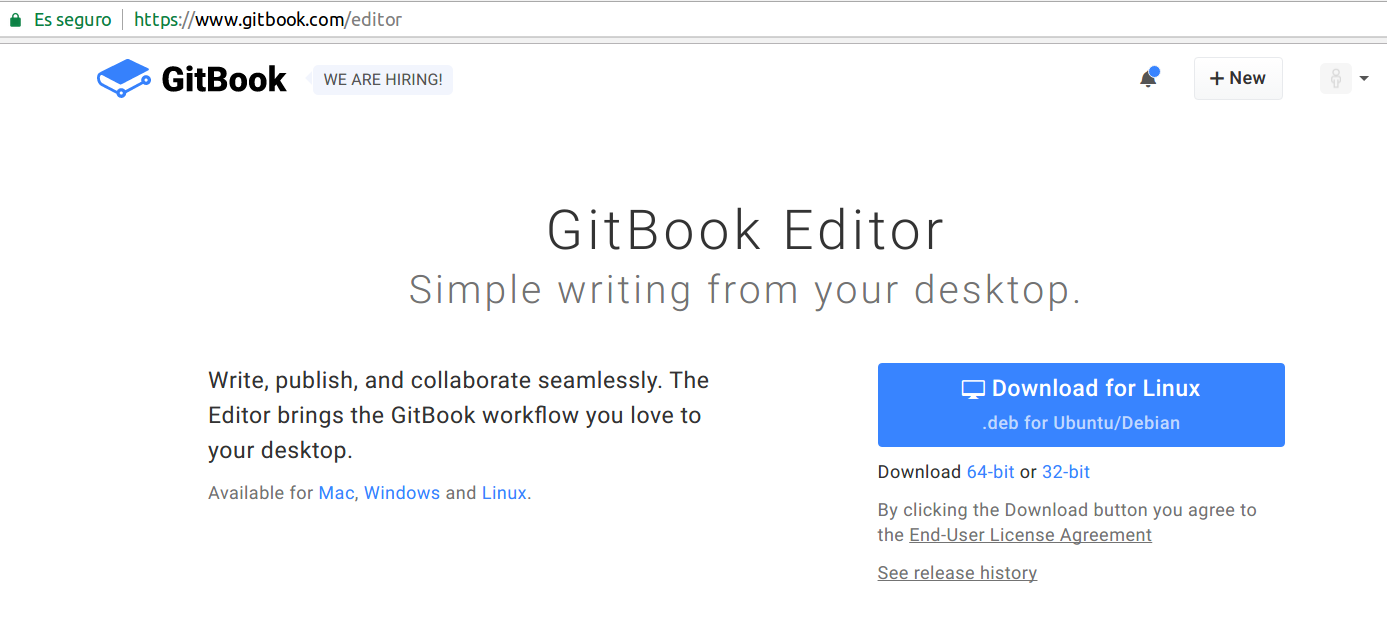 Es seguro https://www.gitbook.com/editor
GitBook WE ARE HIRING! + New
GitBook Editor
Simple writing from your desktop.
Write, publish, and collaborate seamlessly. The
Editor brings the GitBook workflow you love to
your desktop.
Available for Mac, Windows and Linux.
Download for Linux
.deb for Ubuntu/Debian
Download 64-bit or 32-bit
By clicking the Download button you agree to
the End-User License Agreement
See release history